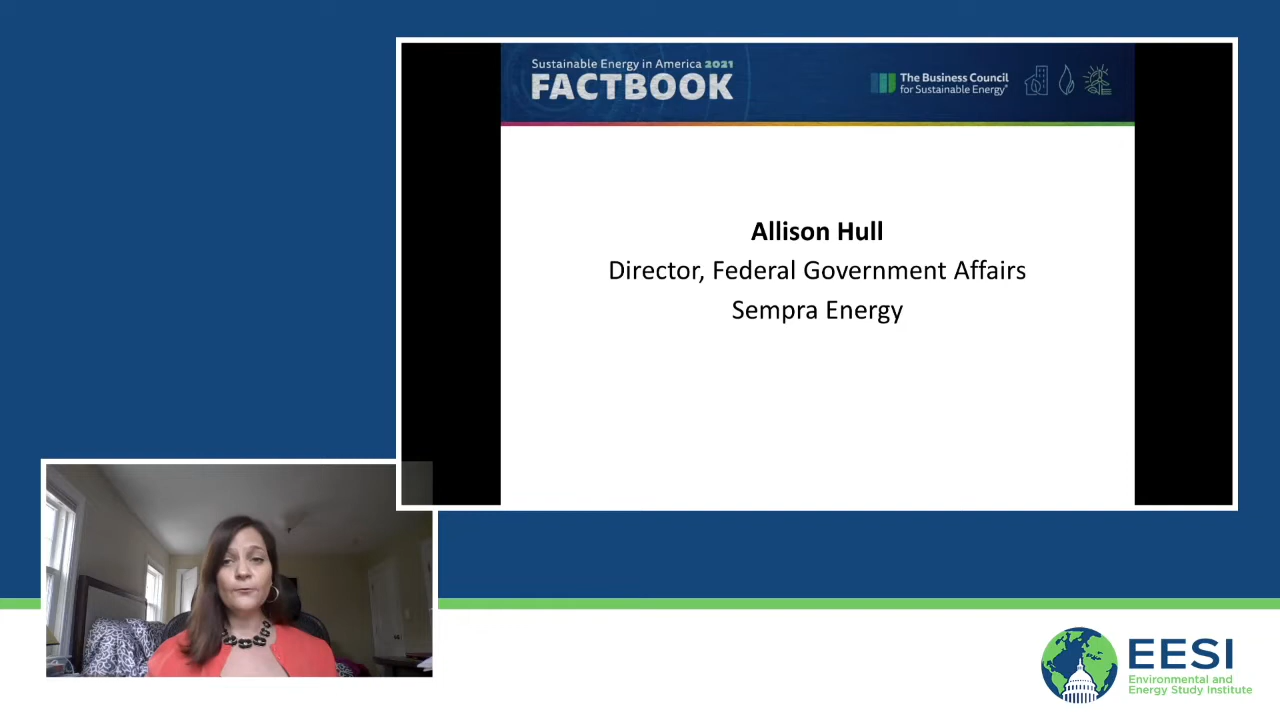 Sustainable Energy in America 2021
FACTBOOK
The Business Council
for Sustainable Energy®
Allison Hull
Director, Federal Government Affairs
Sempra Energy
EESI
Environmental and
Energy Study Institute